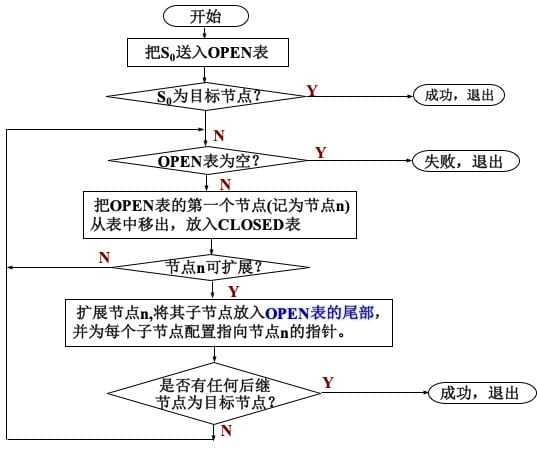 开始
把S₀送入OPEN表
S₀为目标节点？
Y
成功，退出
N
OPEN表为空？
Y
失败，退出
N
把OPEN表的第一个节点(记为节点n)
从表中移出，放入CLOSED表
N
节点n可扩展？
Y
扩展节点n,将其子节点放入OPEN表的尾部，
并为每个子节点配置指向节点n的指针。
是否有任何后继
节点为目标节点？
Y
成功，退出
N